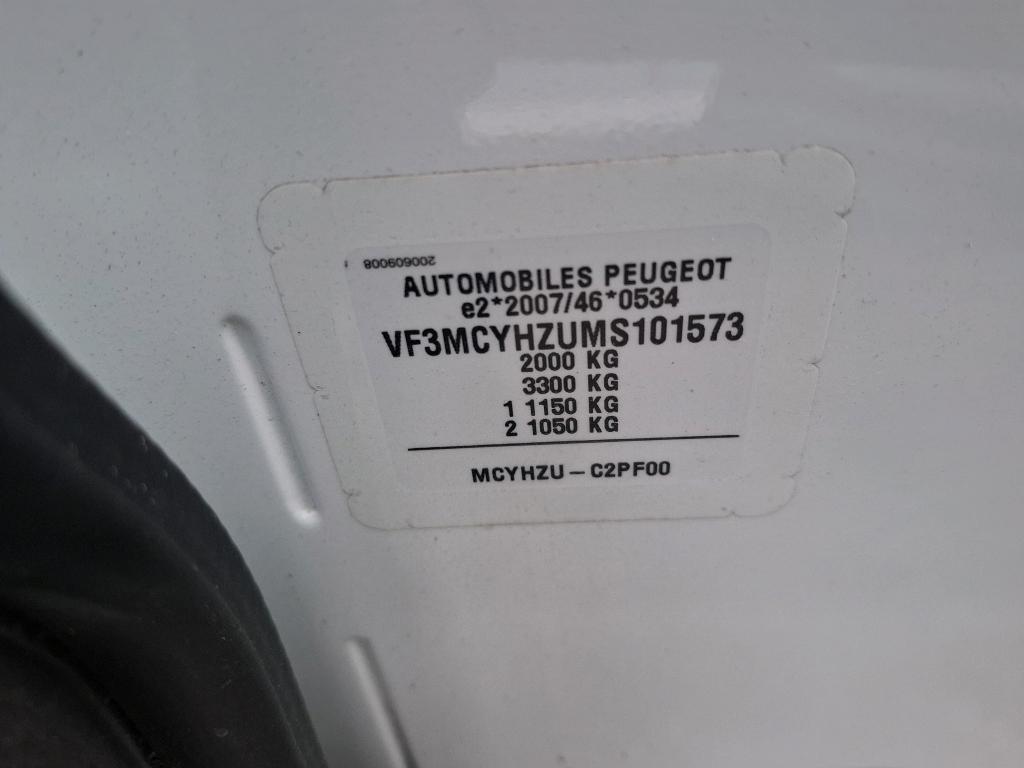 200609008
AUTOMOBILES PEUGEOT
e2*2007/46*0534
VF3MCYHZUMS101573
2000 KG
3300 KG
1 1150 KG
2 1050 KG
MCYHZU – C2PF00